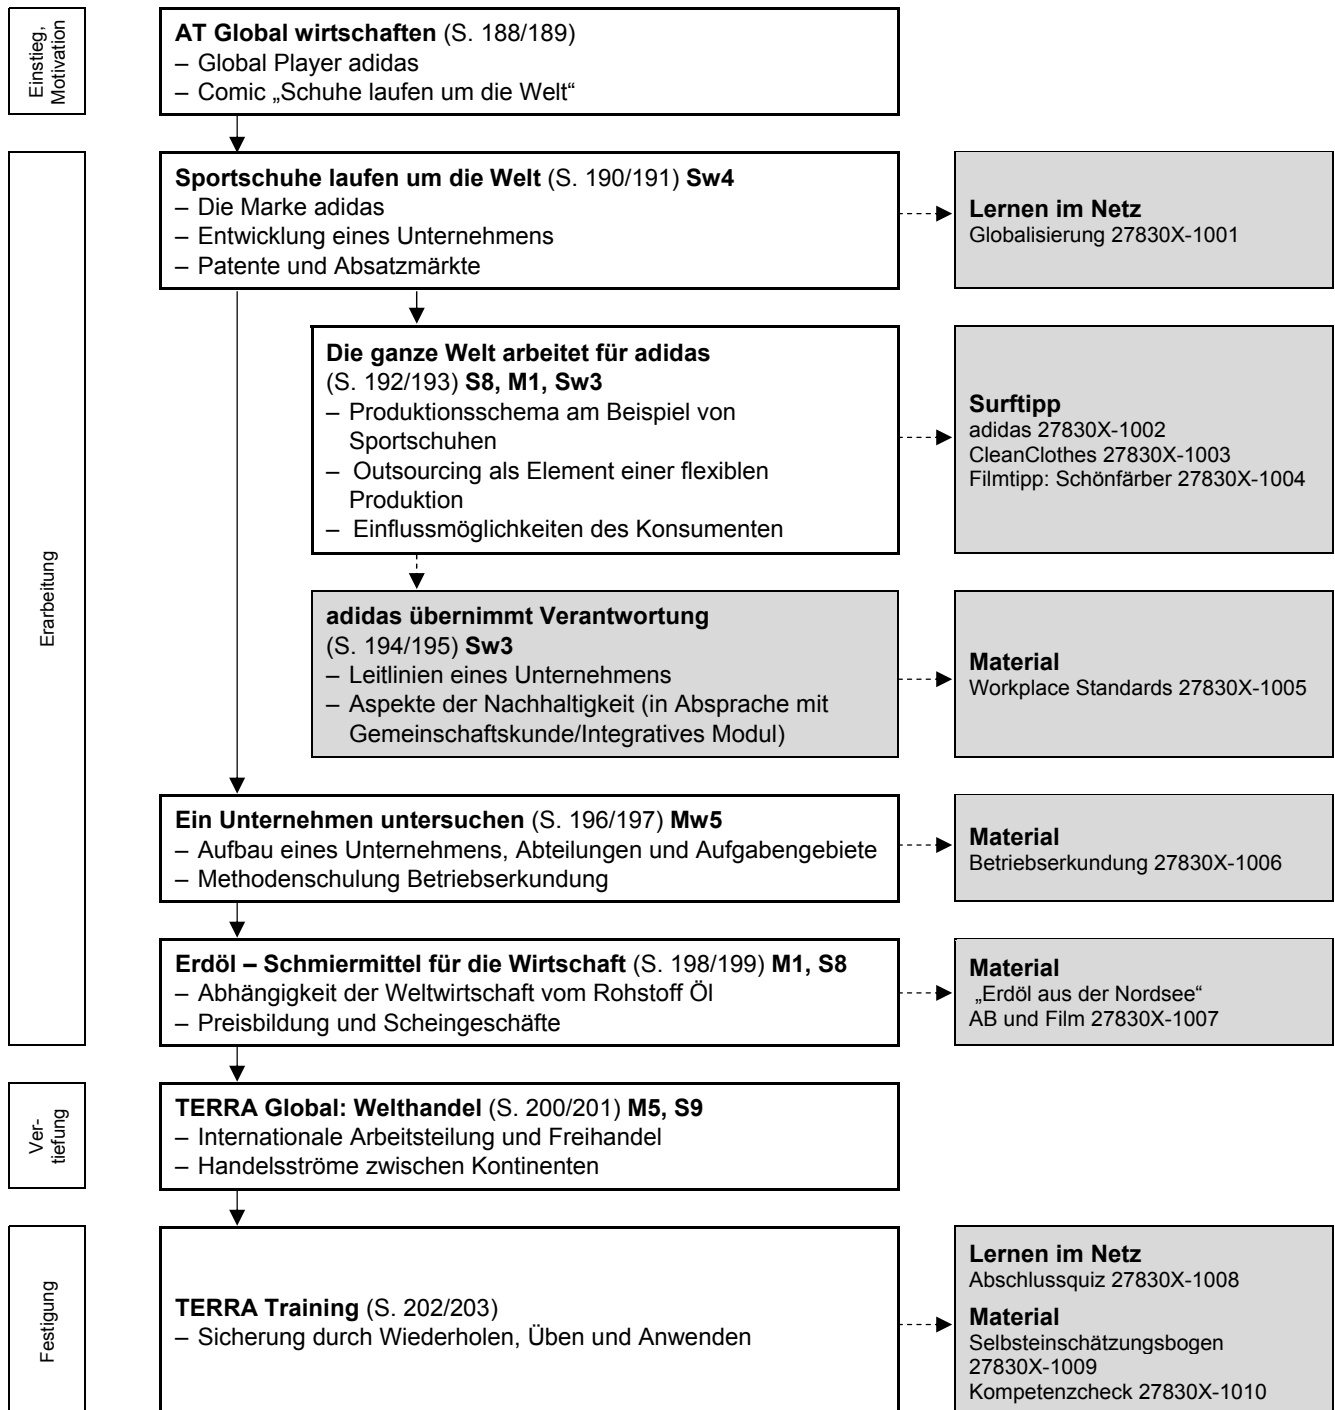 Einstieg,
Motivation
AT Global wirtschaften (S. 188/189)
– Global Player adidas
– Comic „Schuhe laufen um die Welt“
Erarbeitung
Sportschuhe laufen um die Welt (S. 190/191) Sw4
– Die Marke adidas
– Entwicklung eines Unternehmens
– Patente und Absatzmärkte
Lernen im Netz
Globalisierung 27830X-1001
Die ganze Welt arbeitet für adidas
(S. 192/193) S8, M1, Sw3
– Produktionsschema am Beispiel von
Sportschuhen
– Outsourcing als Element einer flexiblen
Produktion
– Einflussmöglichkeiten des Konsumenten
Surftipp
adidas 27830X-1002
CleanClothes 27830X-1003
Filmtipp: Schönfärber 27830X-1004
adidas übernimmt Verantwortung
(S. 194/195) Sw3
– Leitlinien eines Unternehmens
– Aspekte der Nachhaltigkeit (in Absprache mit
Gemeinschaftskunde/Integratives Modul)
Material
Workplace Standards 27830X-1005
Ein Unternehmen untersuchen (S. 196/197) Mw5
– Aufbau eines Unternehmens, Abteilungen und Aufgabengebiete
– Methodenschulung Betriebserkundung
Material
Betriebserkundung 27830X-1006
Erdöl – Schmiermittel für die Wirtschaft (S. 198/199) M1, S8
– Abhängigkeit der Weltwirtschaft vom Rohstoff Öl
– Preisbildung und Scheingeschäfte
Material
„Erdöl aus der Nordsee“
AB und Film 27830X-1007
Ver-
tiefung
TERRA Global: Welthandel (S. 200/201) M5, S9
– Internationale Arbeitsteilung und Freihandel
– Handelsströme zwischen Kontinenten
Festigung
TERRA Training (S. 202/203)
– Sicherung durch Wiederholen, Üben und Anwenden
Lernen im Netz
Abschlussquiz 27830X-1008
Material
Selbsteinschätzungsbogen
27830X-1009
Kompetenzcheck 27830X-1010